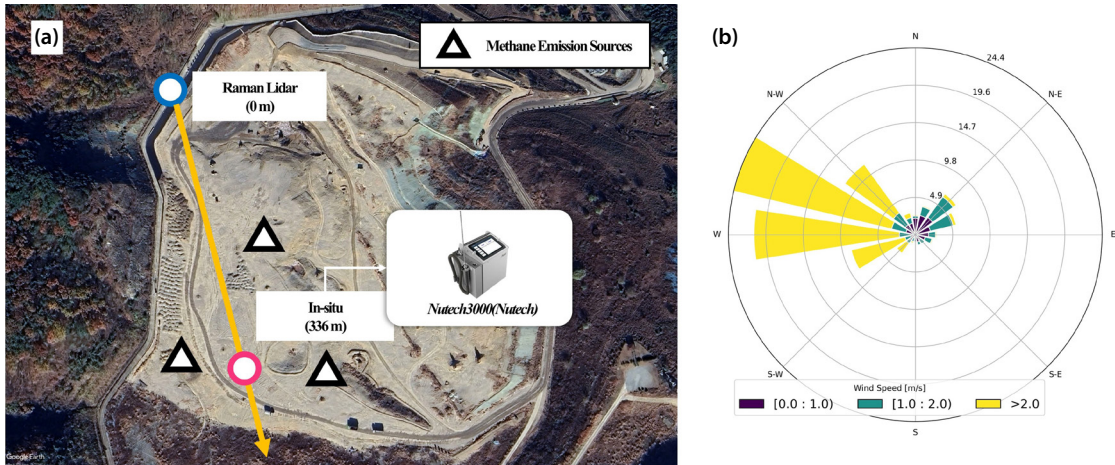 (a)
Methane Emission Sources
Raman Lidar
(0 m)
In-situ
(336 m)
Nutech3000(Nutech)
Google Earth
(b)
N
24.4
N-W
19.6
N-E
14.7
9.8
4.9
W
E
S-W
S-E
Wind Speed [m/s]
[0.0 : 1.0)
[1.0 : 2.0)
>2.0
S